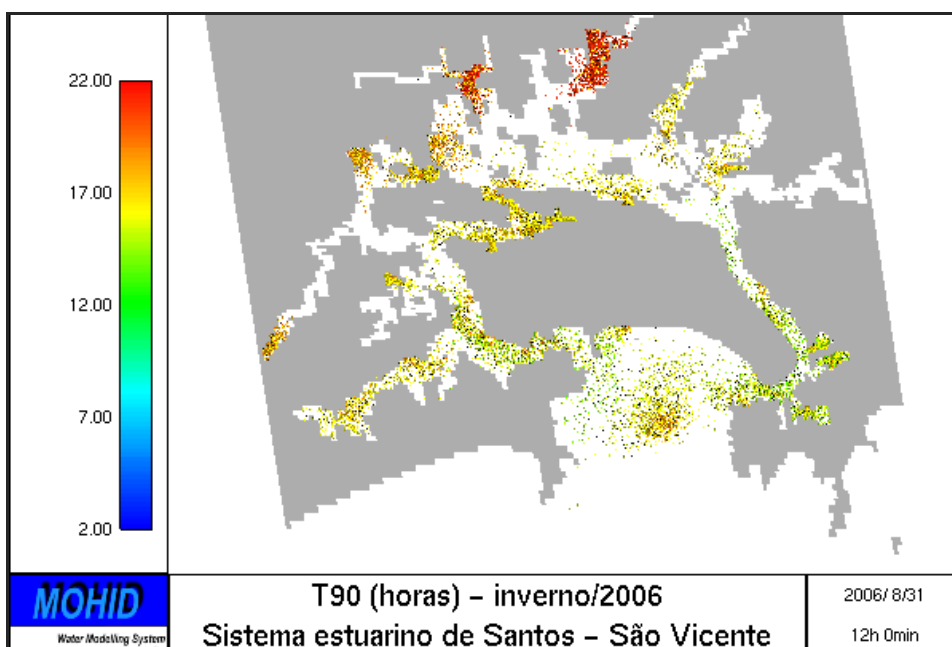 22.00
17.00
12.00
7.00
2.00
MOHID
Water Modelling System
T90 (horas) – inverno/2006
Sistema estuarino de Santos – São Vicente
2006/ 8/31
12h 0min